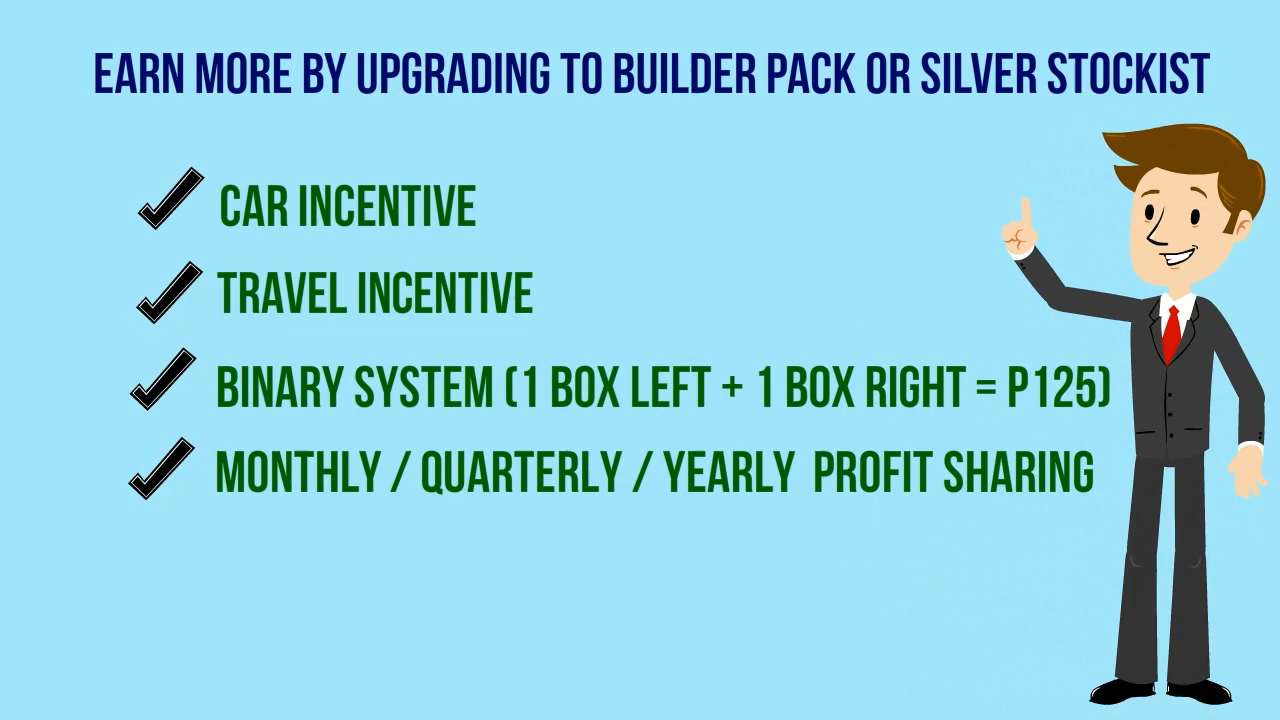 EARN MORE BY UPGRADING TO BUILDER PACK OR SILVER STOCKIST
CAR INCENTIVE
TRAVEL INCENTIVE
BINARY SYSTEM (1 BOX LEFT + 1 BOX RIGHT = P125)
MONTHLY / QUARTERLY / YEARLY PROFIT SHARING